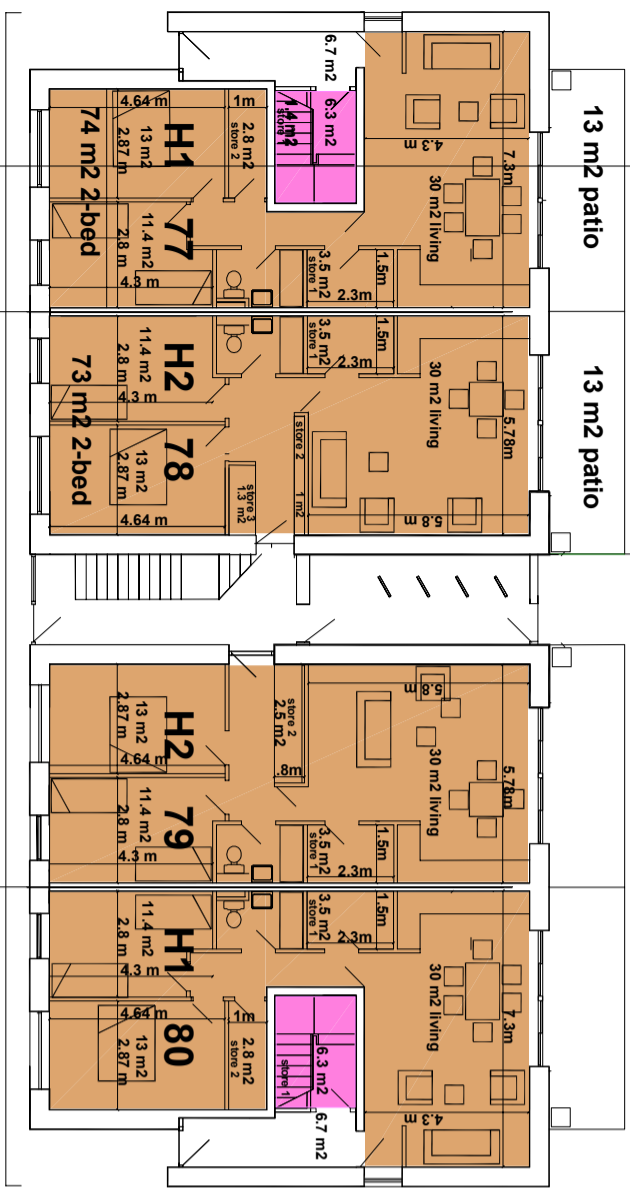 6.7 m2
13 m2 patio
4.64 m
1m
6.3 m2
1.4 m2
store 1
2.8 m2
store 2
4.3 m
7.3m
H1
13 m2
2.87 m
74 m2 2-bed
30 m2 living
77
11.4 m2
2.8 m
4.3 m
3.5 m2
store 1
1.5m
2.3m
3.5 m2
store 1
1.5m
2.3m
H2
11.4 m2
2.8 m
4.3 m
73 m2 2-bed
30 m2 living
13 m2 patio
5.78m
78
13 m2
2.87 m
4.64 m
store 2
1 m2
store 3
1.3 m2
5.8 m
H2
13 m2
2.87 m
4.64 m
store 2
2.5 m2
.8m
5.8 m
30 m2 living
5.78m
79
11.4 m2
2.8 m
4.3 m
3.5 m2
store 1
1.5m
2.3m
3.5 m2
store 1
1.5m
2.3m
H1
11.4 m2
2.8 m
4.3 m
30 m2 living
7.3m
80
4.64 m
13 m2
2.87 m
1m
2.8 m2
store 2
6.3 m2
store 1
6.7 m2
4.3 m